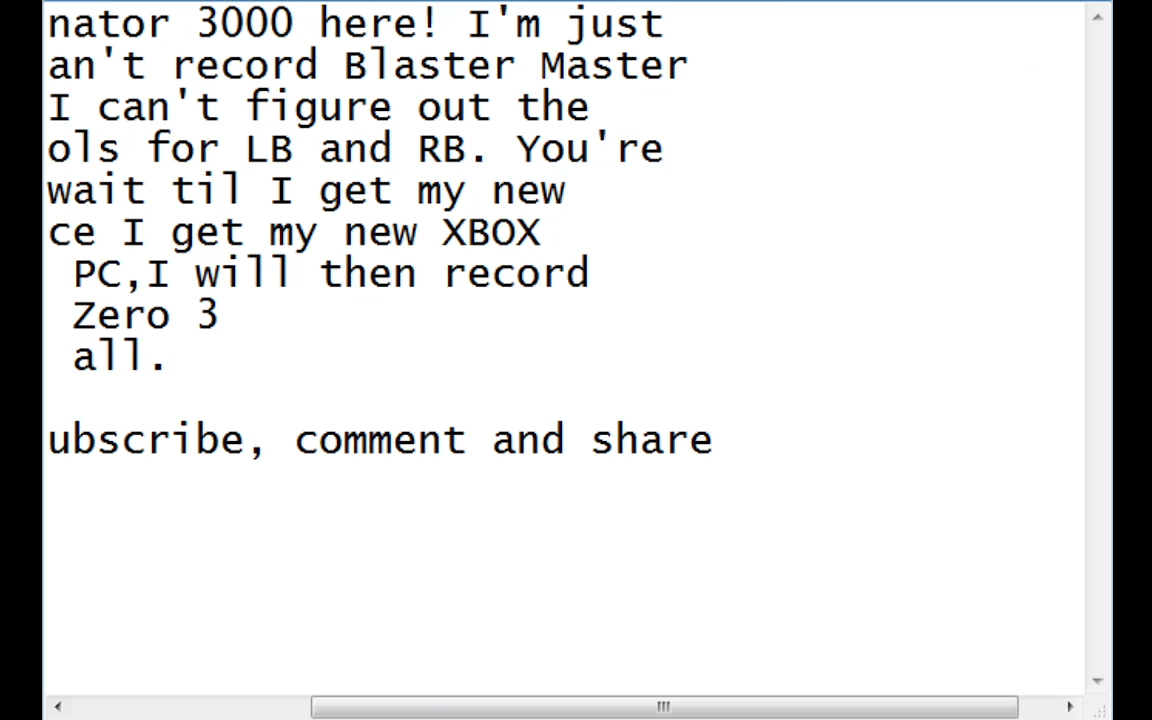 nator 3000 here! I'm just
an't record Blaster Master
I can't figure out the
ols for LB and RB. You're
wait til I get my new
ce I get my new XBOX
PC,I will then record
Zero 3
all.
ubscribe, comment and share